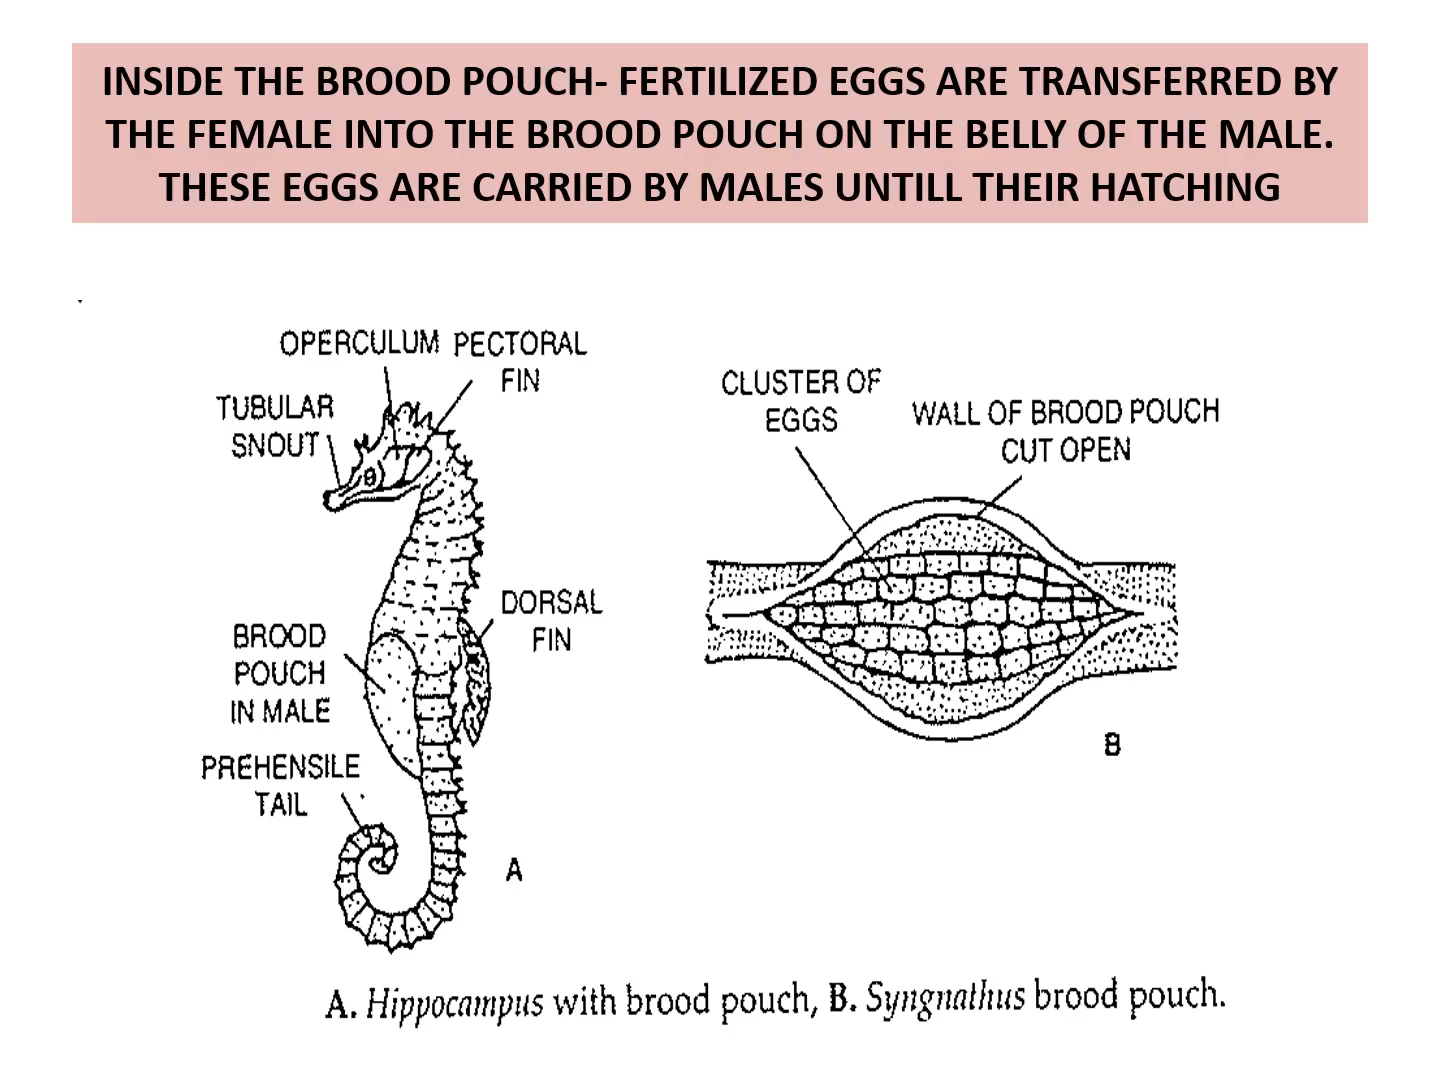 INSIDE THE BROOD POUCH- FERTILIZED EGGS ARE TRANSFERRED BY
THE FEMALE INTO THE BROOD POUCH ON THE BELLY OF THE MALE.
THESE EGGS ARE CARRIED BY MALES UNTILL THEIR HATCHING
OPERCULUM
PECTORAL
FIN
TUBULAR
SNOUT
DORSAL
FIN
BROOD
POUCH
IN MALE
PREHENSILE
TAIL
A
CLUSTER OF
EGGS
WALL OF BROOD POUCH
CUT OPEN
B
A. Hippocampus with brood pouch, B. Syngnathus brood pouch.